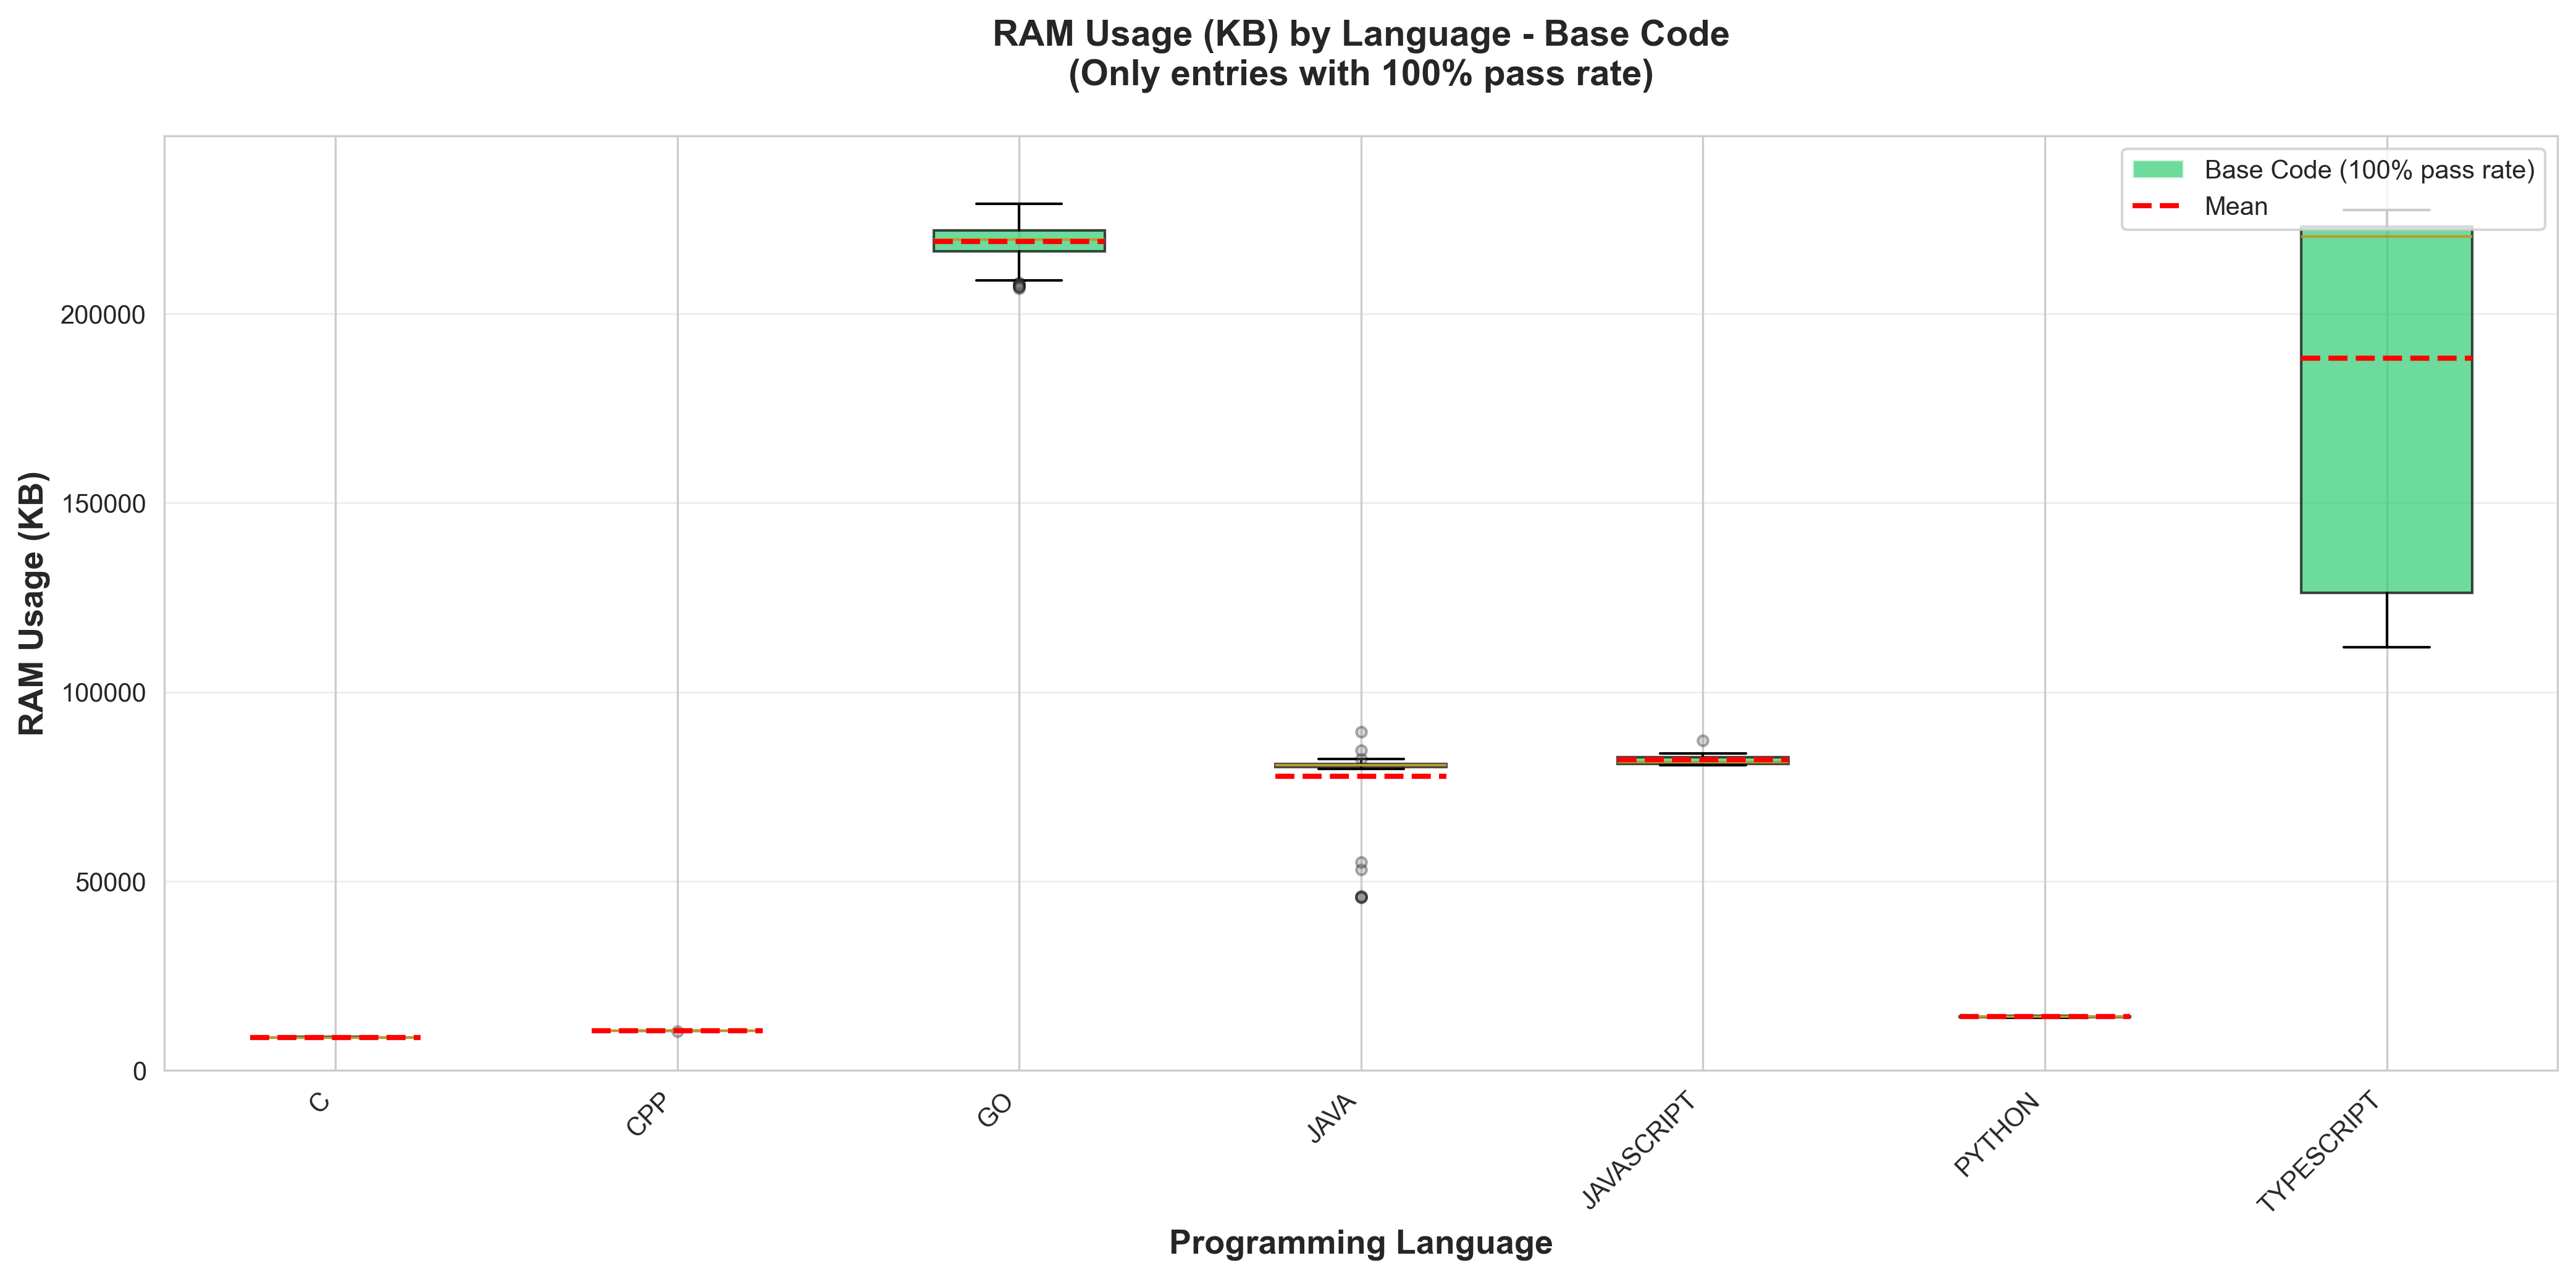 RAM Usage (KB) by Language - Base Code
(Only entries with 100% pass rate)
Base Code (100% pass rate)
Mean
RAM Usage (KB)
200000
150000
100000
50000
0
C
CPP
GO
JAVA
JAVASCRIPT
PYTHON
TYPESCRIPT
Programming Language